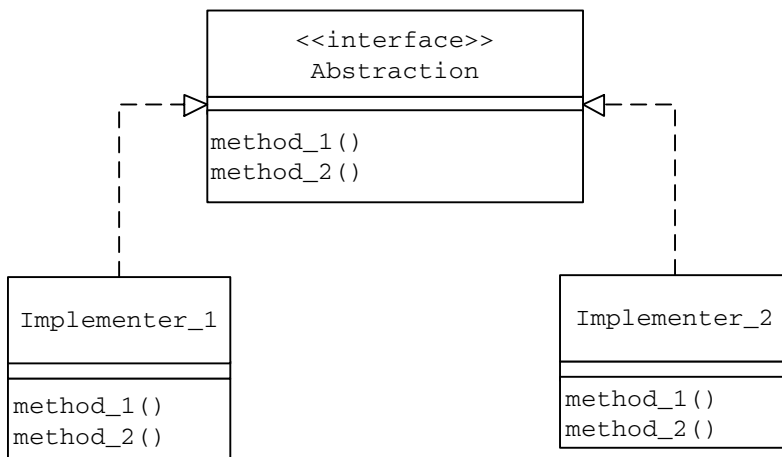 <<interface>>
Abstraction
method_1()
method_2()
Implementer_1
method_1()
method_2()
Implementer_2
method_1()
method_2()